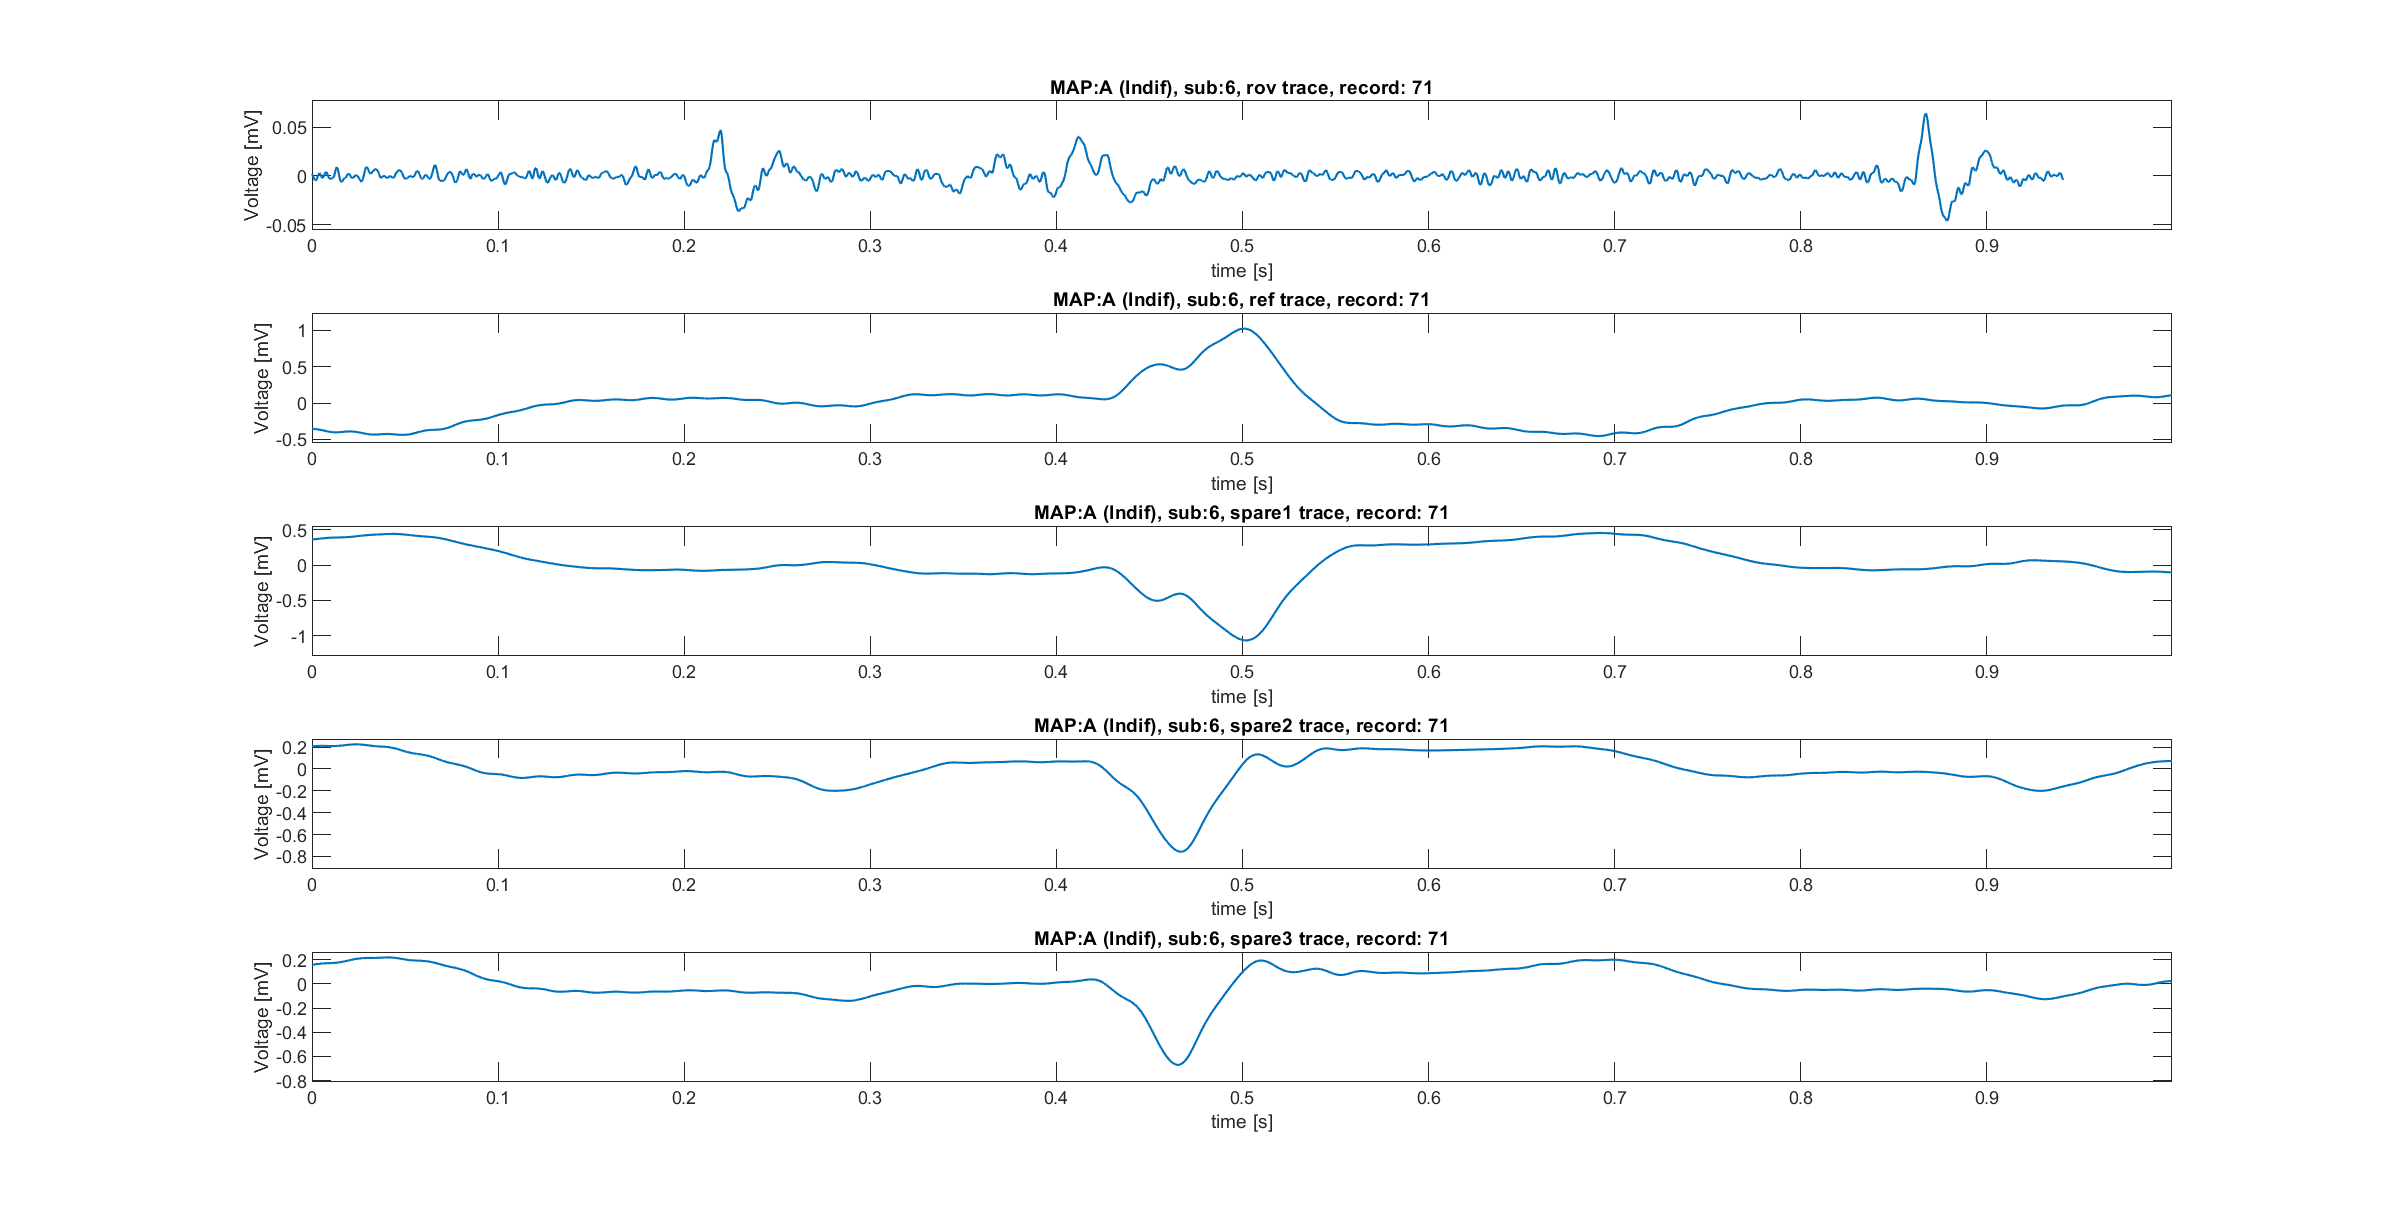 MAP:A (Indif), sub:6, rov trace, record: 71
Voltage [mV]
0.05
0
-0.05
0 0.1 0.2 0.3 0.4 0.5 0.6 0.7 0.8 0.9
time [s]
MAP:A (Indif), sub:6, ref trace, record: 71
Voltage [mV]
1
0.5
0
-0.5
0 0.1 0.2 0.3 0.4 0.5 0.6 0.7 0.8 0.9
time [s]
MAP:A (Indif), sub:6, spare1 trace, record: 71
Voltage [mV]
0.5
0
-0.5
-1
0 0.1 0.2 0.3 0.4 0.5 0.6 0.7 0.8 0.9
time [s]
MAP:A (Indif), sub:6, spare2 trace, record: 71
Voltage [mV]
0.2
0
-0.2
-0.4
-0.6
-0.8
0 0.1 0.2 0.3 0.4 0.5 0.6 0.7 0.8 0.9
time [s]
MAP:A (Indif), sub:6, spare3 trace, record: 71
Voltage [mV]
0.2
0
-0.2
-0.4
-0.6
-0.8
0 0.1 0.2 0.3 0.4 0.5 0.6 0.7 0.8 0.9
time [s]